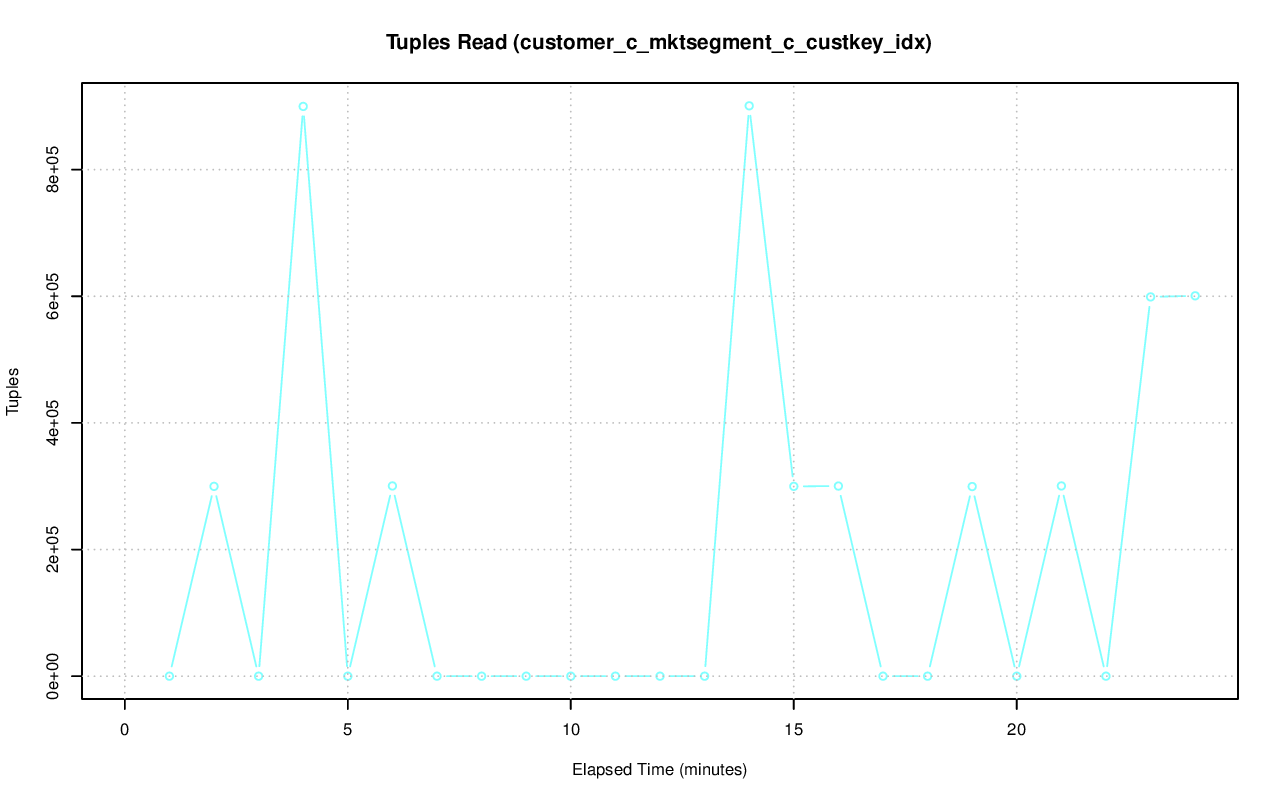 Tuples Read (customer_c_mktsegment_c_custkey_idx)
8e+05
6e+05
4e+05
2e+05
0e+00
Tuples
0 5 10 15 20
Elapsed Time (minutes)